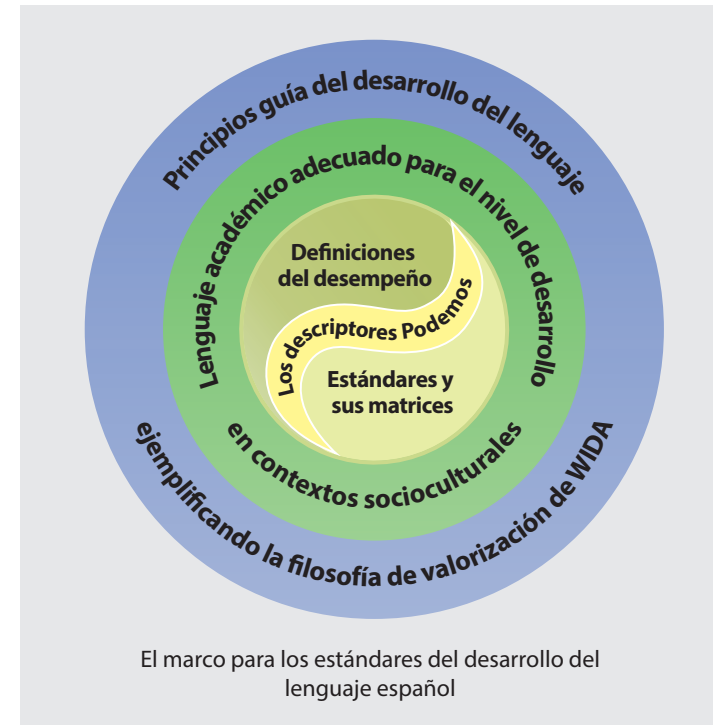 Principios guía del desarrollo del lenguaje
ejemplificando la filosofía de valorización de WIDA
Lenguaje académico adecuado para el nivel de desarrollo
en contextos socioculturales
Definiciones
del desempeño
Los descriptores Podemos
Estándares y
sus matrices
El marco para los estándares del desarrollo del
lenguaje español